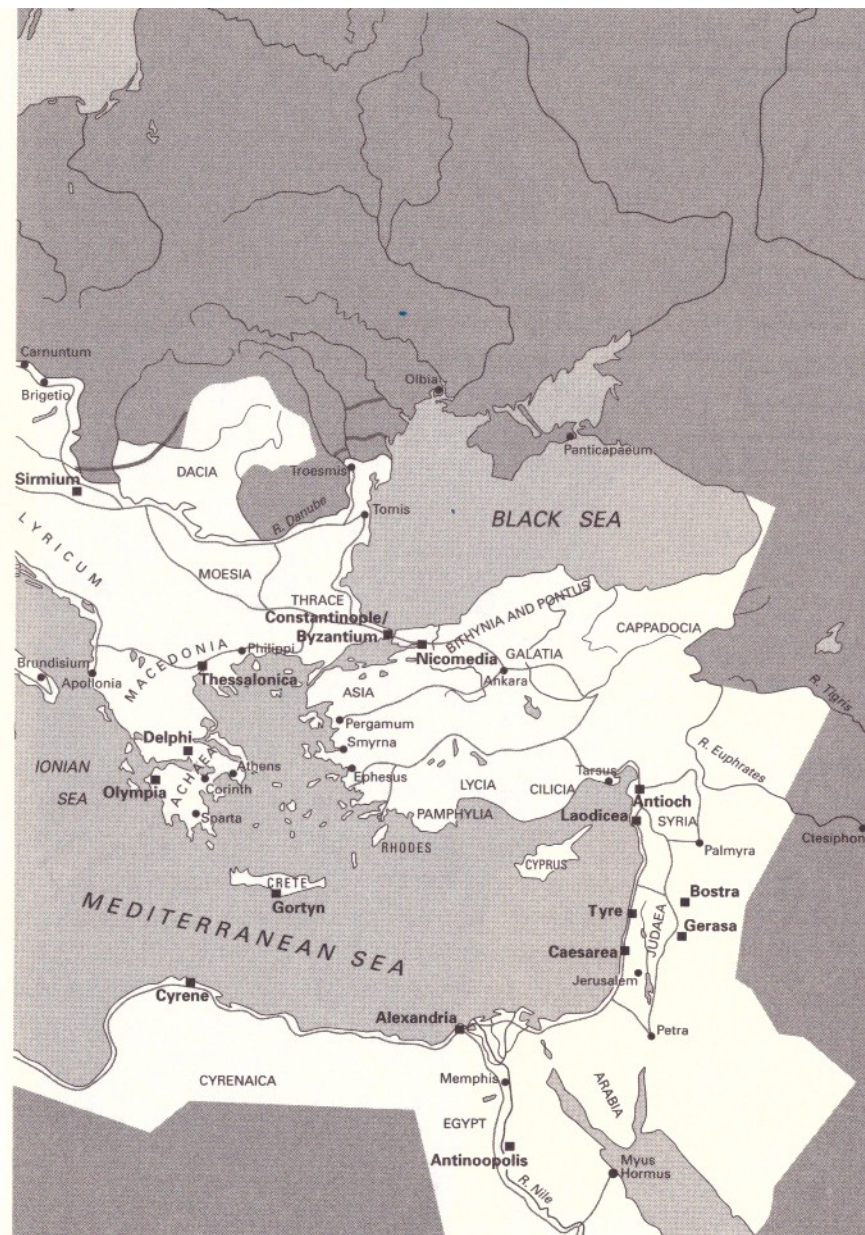 Carnuntum
Brigetio
Olbia
Panticapaeum
DACIA
Troesmis
Sirmium
R. Danube
Tomis
BLACK SEA
LYRICUM
MOESIA
THRACE
Constantinople/
Byzantium
BITHYNIA AND PONTUS
CAPPADOCIA
MACEDONIA
Philippi
Nicomedia
GALATIA
Brundisium
Apollonia
Thessalonica
Ankara
ASIA
R. Tigris
Pergamum
Delphi
Smyrna
R. Euphrates
IONIAN
SEA
ACHAEA
Athens
Ephesus
LYCIA
CILICIA
Tarsus
Olympia
Corinth
Antioch
Sparta
PAMPHYLIA
Laodicea
SYRIA
Ctesiphon
RHODES
CYPRUS
Palmyra
CRETE
Gortyn
Bostra
MEDITERRANEAN SEA
Tyre
JUDAEA
Gerasa
Caesarea
Jerusalem
Cyrene
Alexandria
Petra
CYRENAICA
Memphis
ARABIA
EGYPT
Antinoopolis
Myus
Hormus
R. Nile